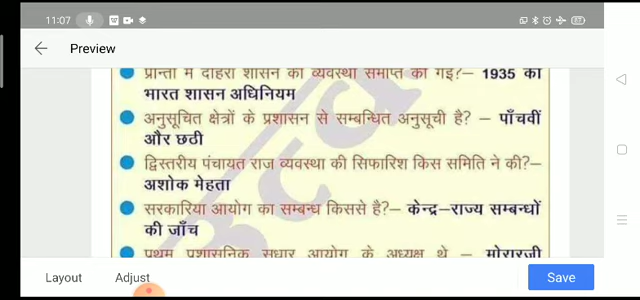 11:07
Preview
प्रान्तों में दोहरी शासन की व्यवस्था समाप्त की गई?– 1935 का
भारत शासन अधिनियम
अनुसूचित क्षेत्रों के प्रशासन से सम्बन्धित अनुसूची है? – पाँचवीं
और छठी
द्विस्तरीय पंचायत राज व्यवस्था की सिफारिश किस समिति ने की?–
अशोक मेहता
सरकारिया आयोग का सम्बन्ध किससे है?– केन्द्र–राज्य सम्बन्धों
की जाँच
प्रथम प्रशासनिक सुधार आयोग के अध्यक्ष थे – मोरारजी
Layout Adjust Save